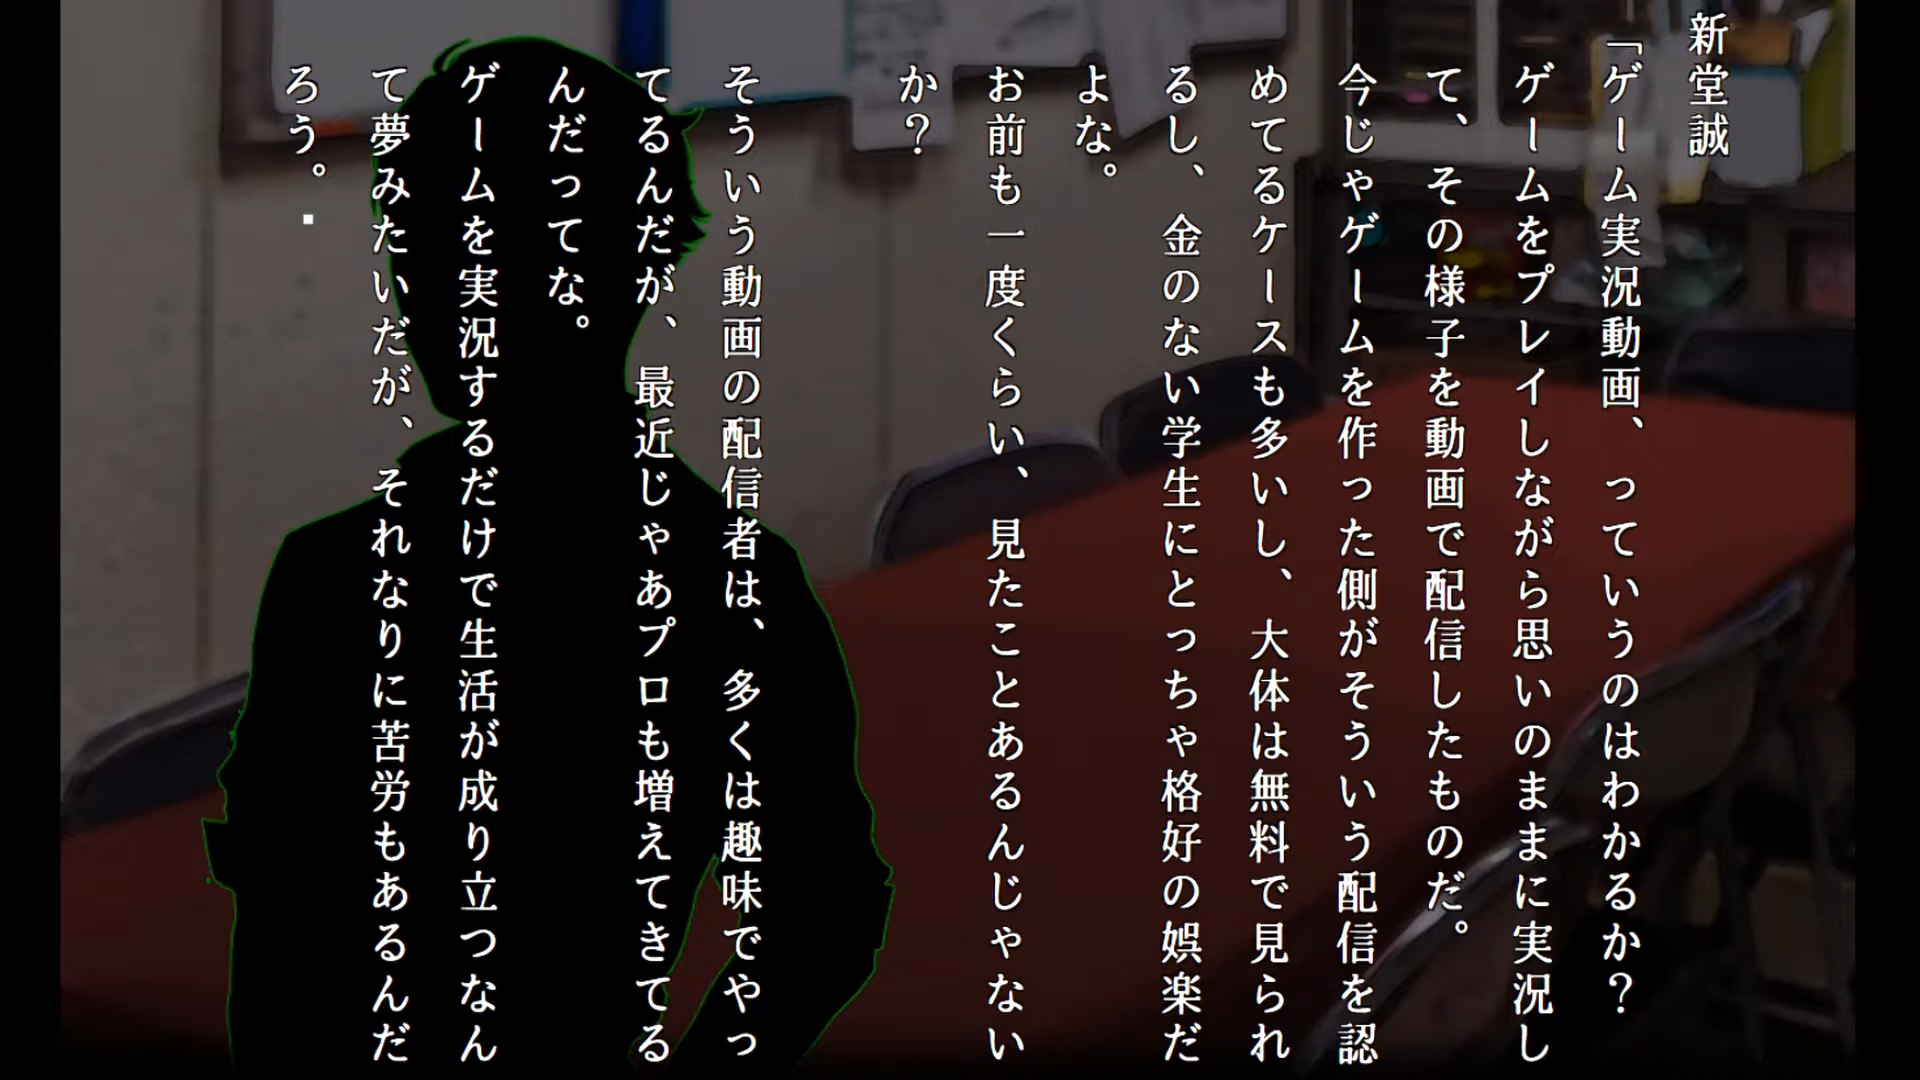 新堂誠
「ゲーム実況動画、っていうのはわかるか？
ゲームをプレイしながら思いのままに実況し
て、その様子を動画で配信したものだ。
今じゃゲームを作った側がそういう配信を認
めてるケースも多いし、大体は無料で見られ
るし、金のない学生にとっちゃ格好の娯楽だ
よな。
お前も一度くらい、見たことあるんじゃない
か？
そういう動画の配信者は、多くは趣味でやっ
てるんだが、最近じゃあプロも増えてきてる
んだってな。
ゲームを実況するだけで生活が成り立つなん
て夢みたいだが、それなりに苦労もあるんだ
ろう。